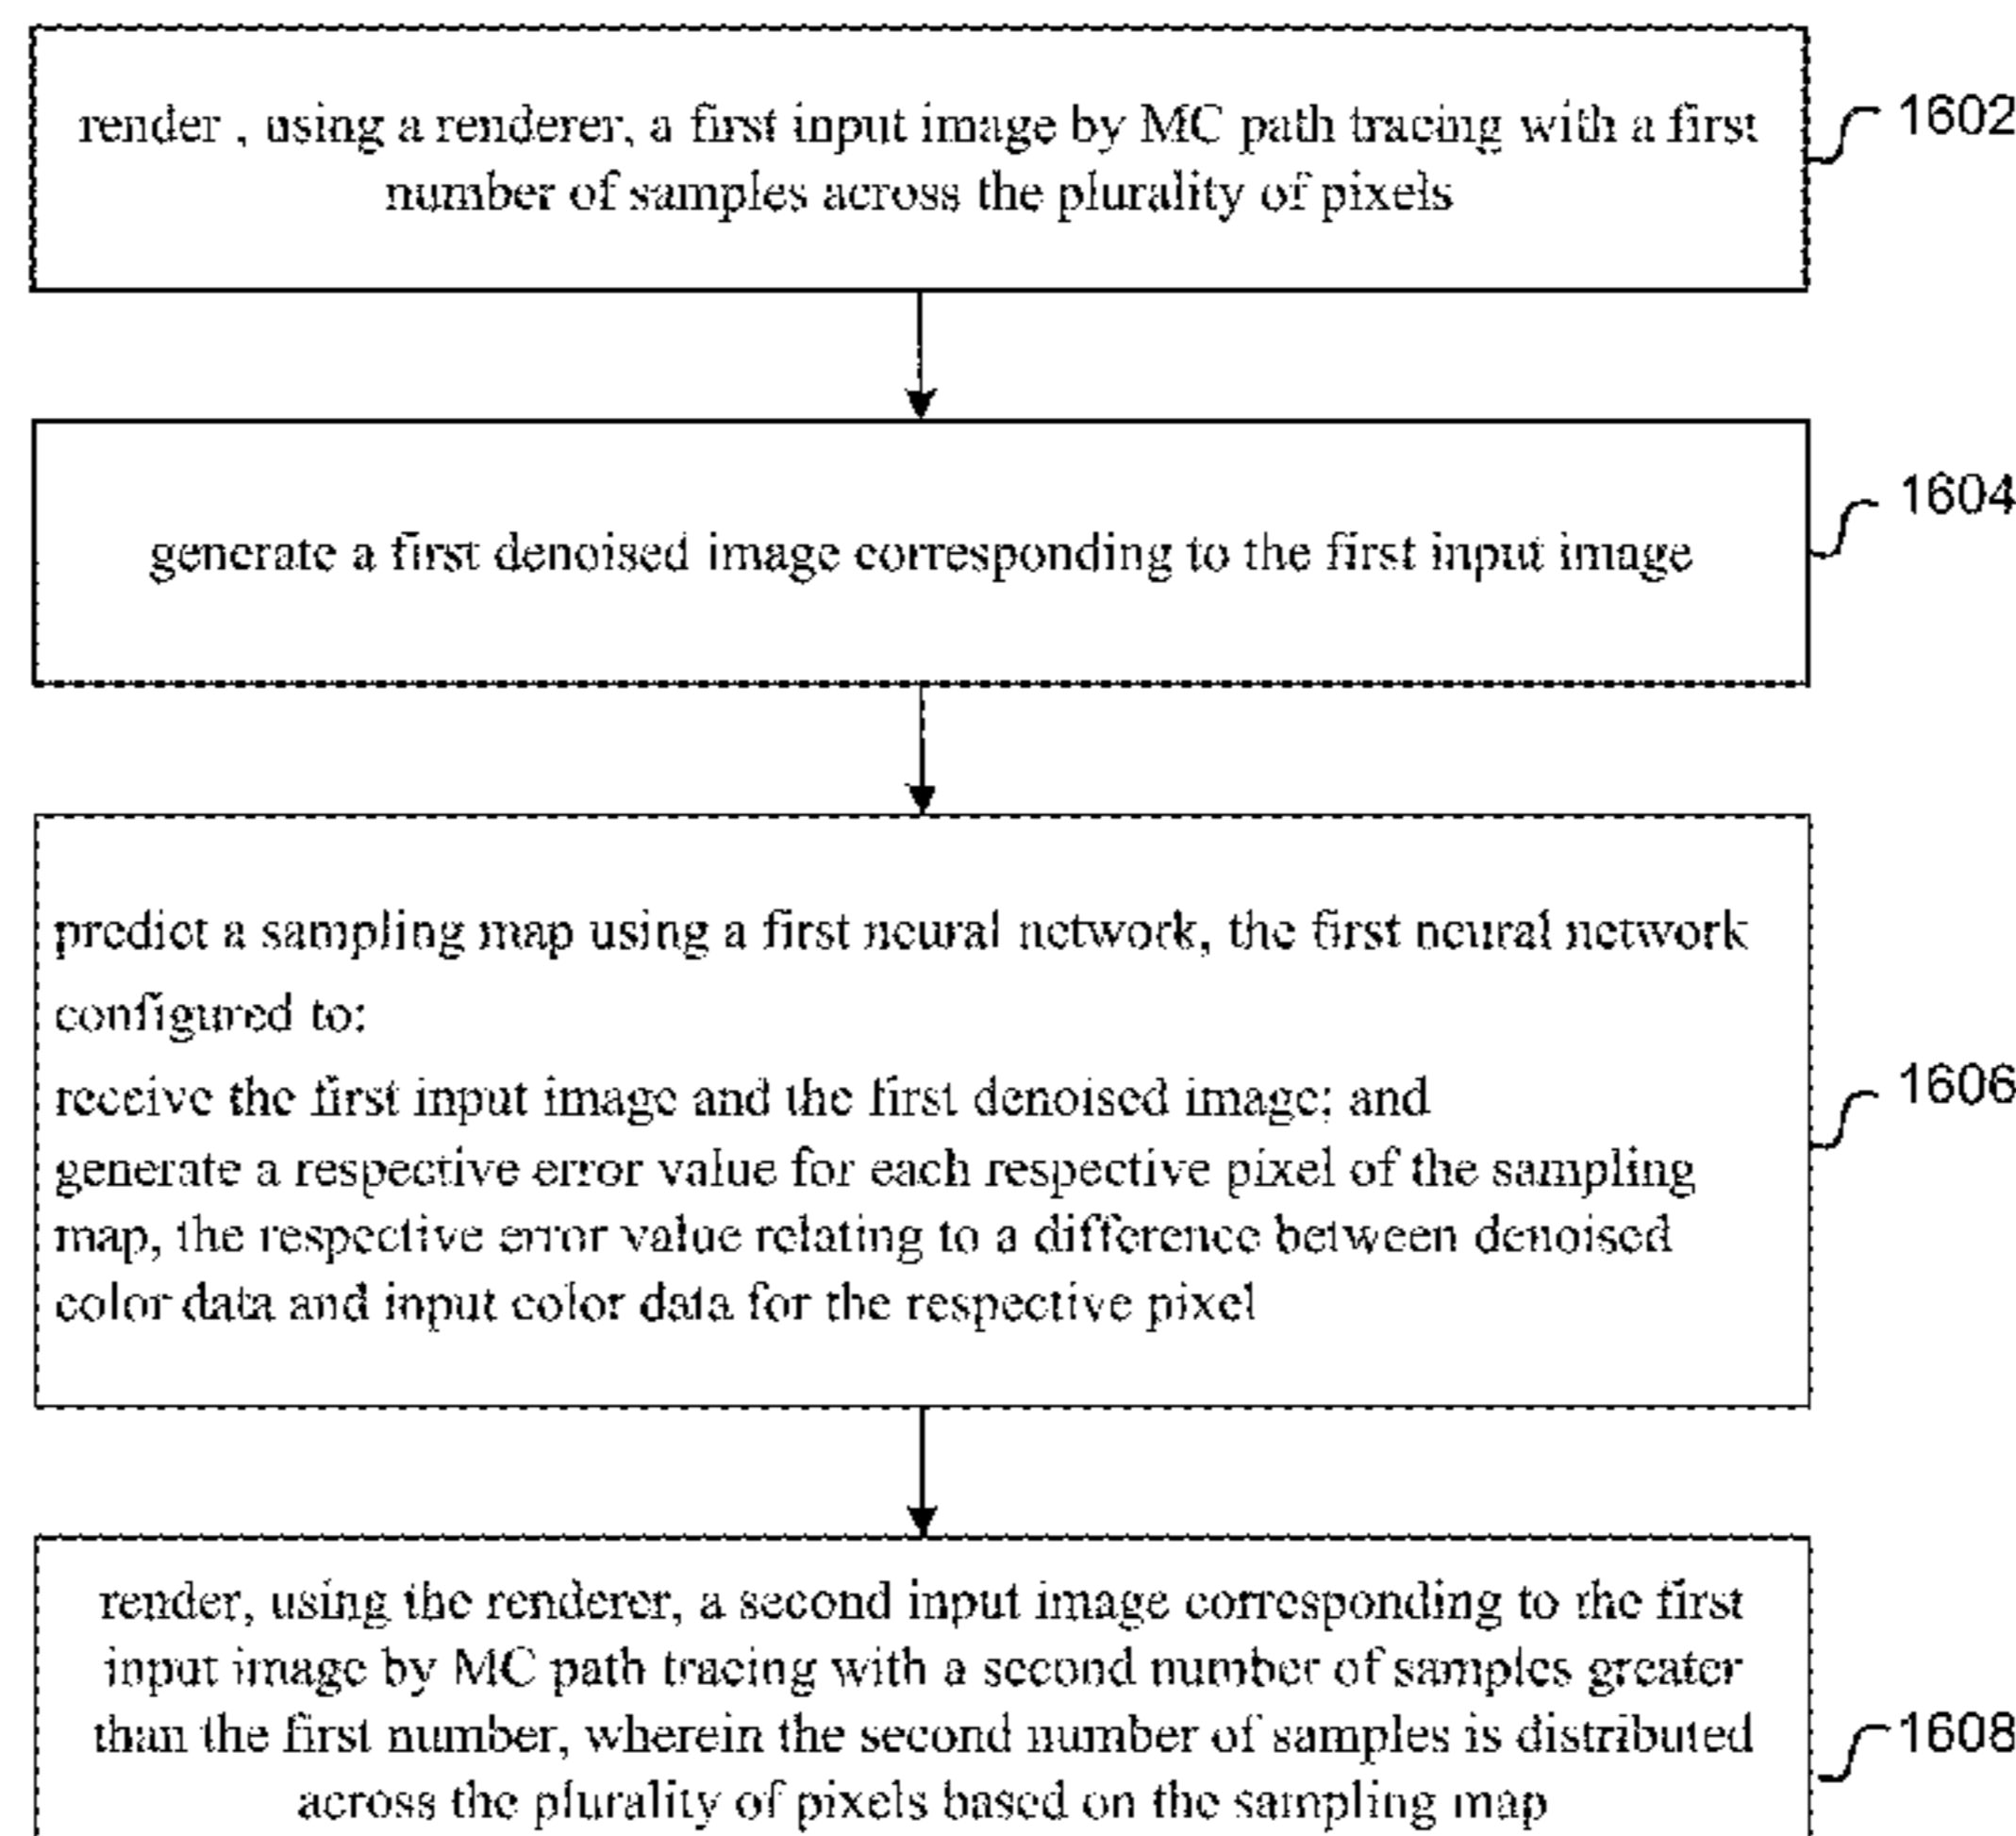 render , using a renderer, a first input image by MC path tracing with a first
number of samples across the plurality of pixels
1602
generate a first denoised image corresponding to the first input image
1604
predict a sampling map using a first neural network, the first neural network
configured to:
receive the first input image and the first denoised image; and
generate a respective error value for each respective pixel of the sampling
map, the respective error value relating to a difference between denoised
color data and input color data for the respective pixel
1606
render, using the renderer, a second input image corresponding to the first
input image by MC path tracing with a second number of samples greater
than the first number, wherein the second number of samples is distributed
across the plurality of pixels based on the sampling map
1608